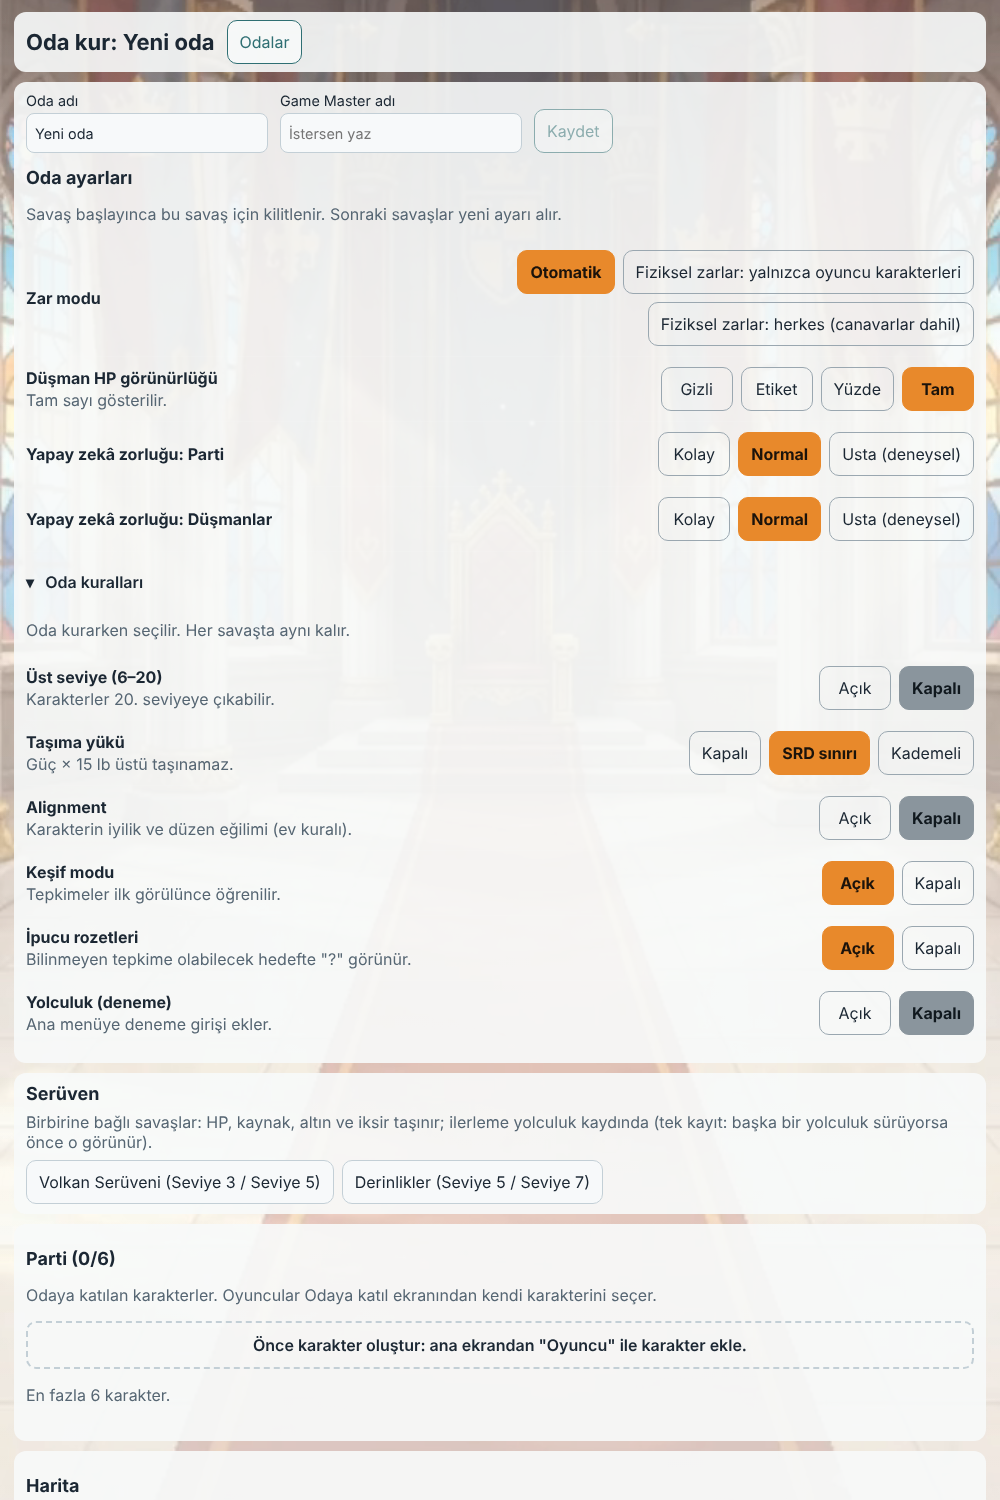 Oda kur: Yeni oda
Odalar
Oda adı
Game Master adı
Yeni oda
İstersen yaz
Kaydet
Oda ayarları
Savaş başlayınca bu savaş için kilitlenir. Sonraki savaşlar yeni ayarı alır.
Zar modu
Otomatik
Fiziksel zarlar: yalnızca oyuncu karakterleri
Fiziksel zarlar: herkes (canavarlar dahil)
Düşman HP görünürlüğü
Tam sayı gösterilir.
Gizli
Etiket
Yüzde
Tam
Yapay zekâ zorluğu: Parti
Kolay
Normal
Usta (deneysel)
Yapay zekâ zorluğu: Düşmanlar
Kolay
Normal
Usta (deneysel)
▼ Oda kuralları
Oda kurarken seçilir. Her savaşta aynı kalır.
Üst seviye (6–20)
Karakterler 20. seviyeye çıkabilir.
Açık
Kapalı
Taşıma yükü
Güç × 15 lb üstü taşınamaz.
Kapalı
SRD sınırı
Kademeli
Alignment
Karakterin iyilik ve düzen eğilimi (ev kuralı).
Açık
Kapalı
Keşif modu
Tepkimeler ilk görülünce öğrenilir.
Açık
Kapalı
İpucu rozetleri
Bilinmeyen tepkime olabilecek hedefte "?" görünür.
Açık
Kapalı
Yolculuk (deneme)
Ana menüye deneme girişi ekler.
Açık
Kapalı
Serüven
Birbirine bağlı savaşlar: HP, kaynak, altın ve iksir taşınır; ilerleme yolculuk kaydında (tek kayıt: başka bir yolculuk sürüyorsa
önce o görünür).
Volkan Serüveni (Seviye 3 / Seviye 5)
Derinlikler (Seviye 5 / Seviye 7)
Parti (0/6)
Odaya katılan karakterler. Oyuncular Odaya katıl ekranından kendi karakterini seçer.
Önce karakter oluştur: ana ekrandan "Oyuncu" ile karakter ekle.
En fazla 6 karakter.
Harita